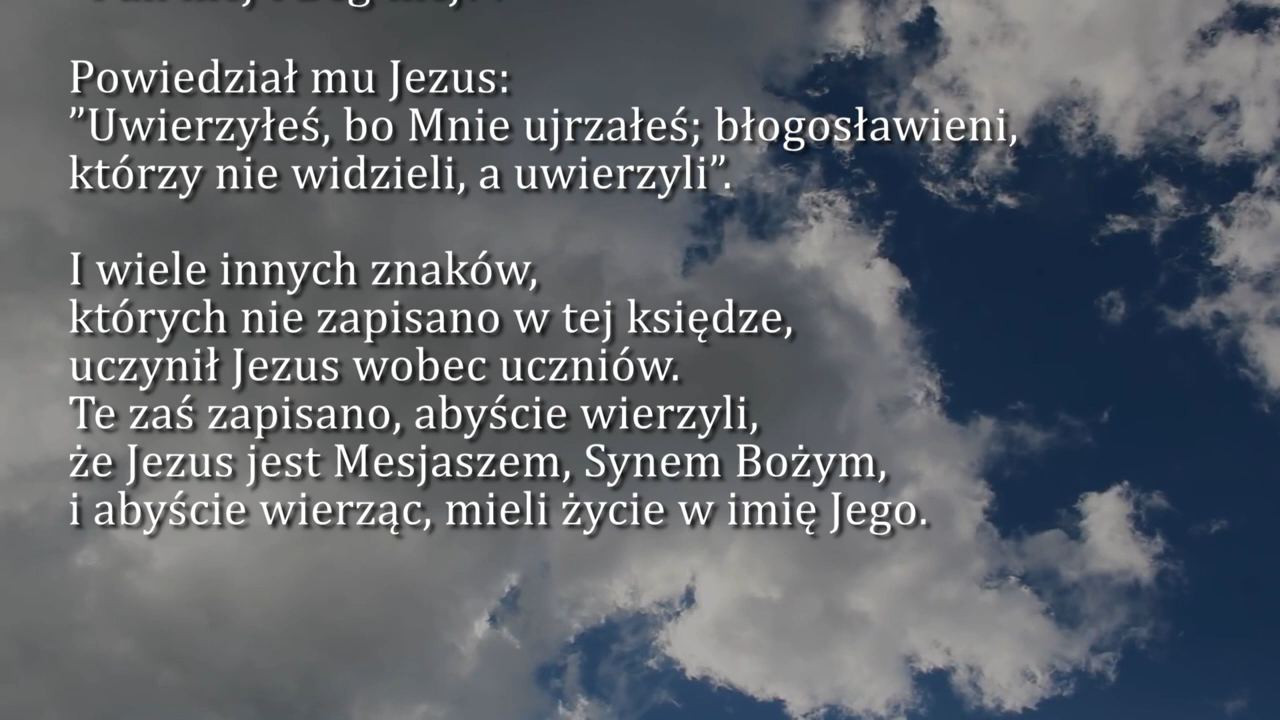 Powiedział mu Jezus:
”Uwierzyłeś, bo Mnie ujrzałeś; błogosławieni,
którzy nie widzieli, a uwierzyli”.
I wiele innych znaków,
których nie zapisano w tej księdze,
uczynił Jezus wobec uczniów.
Te zaś zapisano, abyście wierzyli,
że Jezus jest Mesjaszem, Synem Bożym,
i abyście wierząc, mieli życie w imię Jego.